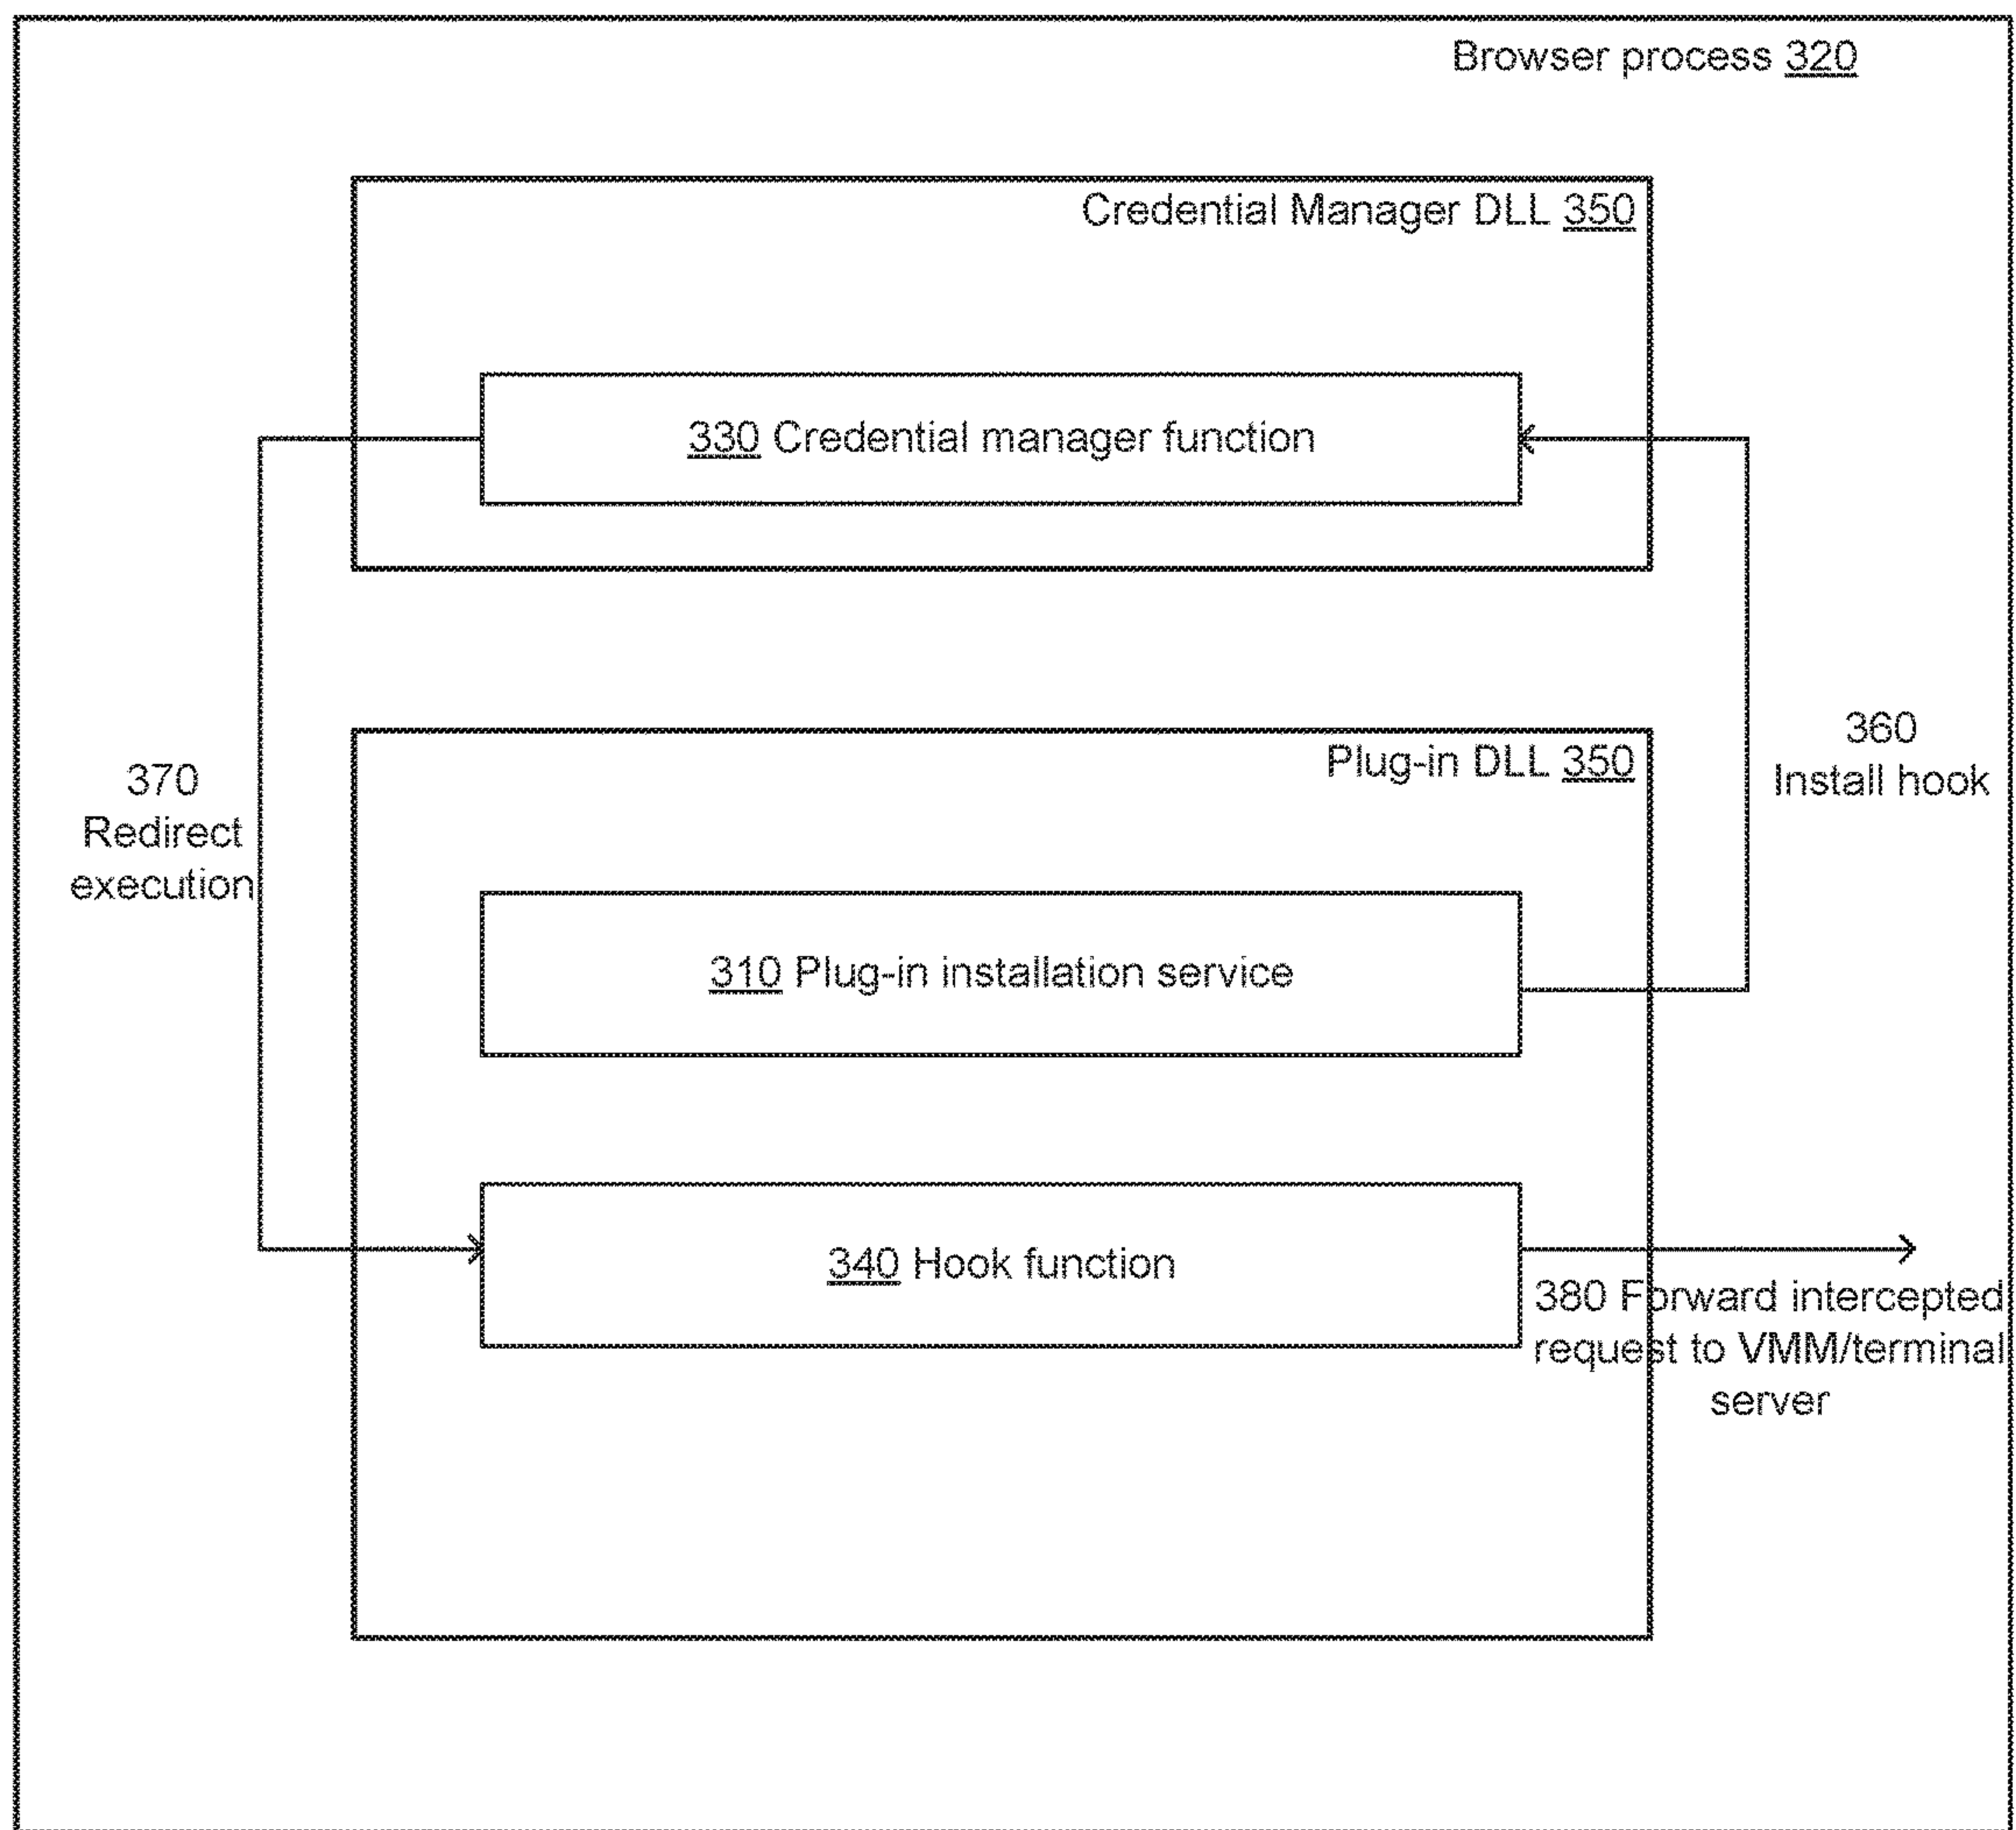 Browser process 320
Credential Manager DLL 350
330 Credential manager function
Plug-in DLL 350
360
Install hook
370
Redirect
execution
310 Plug-in installation service
340 Hook function
380 Forward intercepted
request to VMM/terminal
server